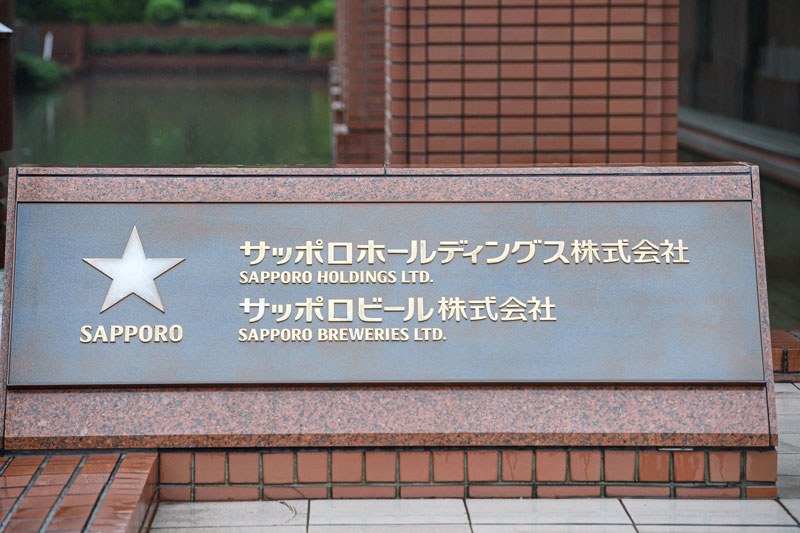 SAPPORO
サッポロホールディングス株式会社
SAPPORO HOLDINGS LTD.
サッポロビール株式会社
SAPPORO BREWERIES LTD.